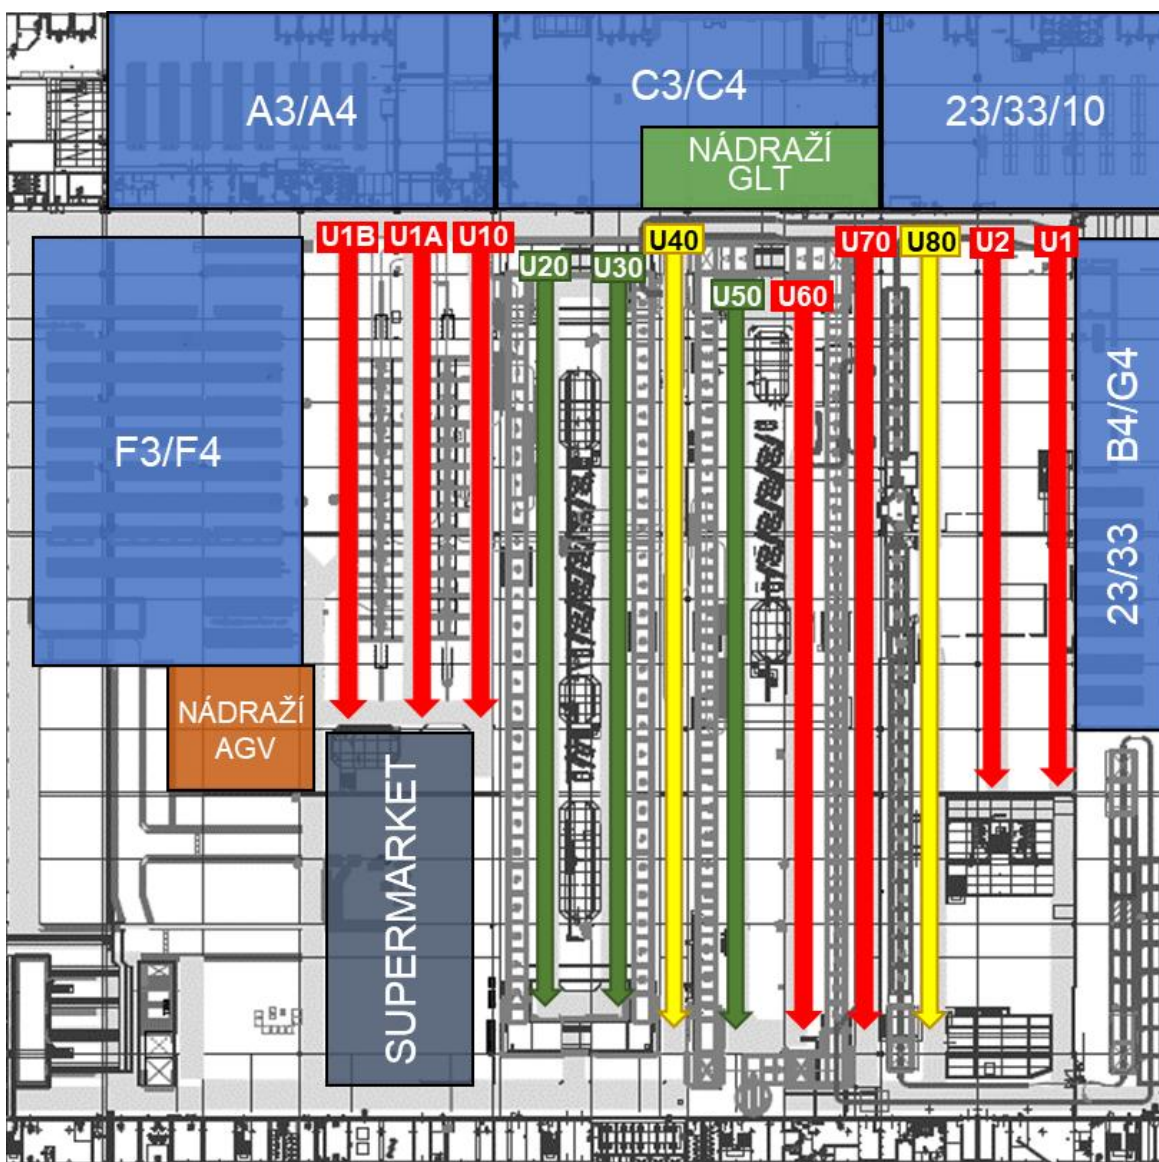 A3/A4
C3/C4
23/33/10
NÁDRAŽÍ
GLT
U1B
U1A
U10
U20
U30
U40
U50
U60
U70
U80
U2
U1
F3/F4
23/33 B4/G4
NÁDRAŽÍ
AGV
SUPERMARKET